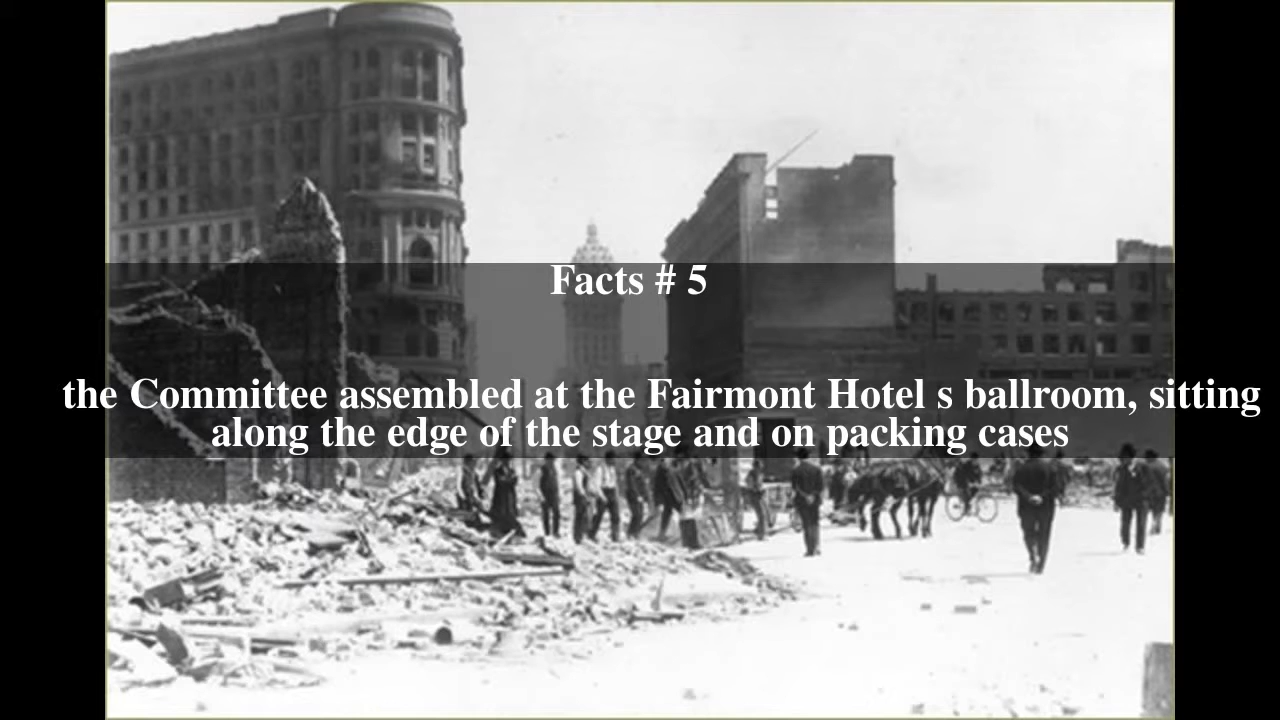 Facts # 5
the Committee assembled at the Fairmont Hotel s ballroom, sitting
along the edge of the stage and on packing cases